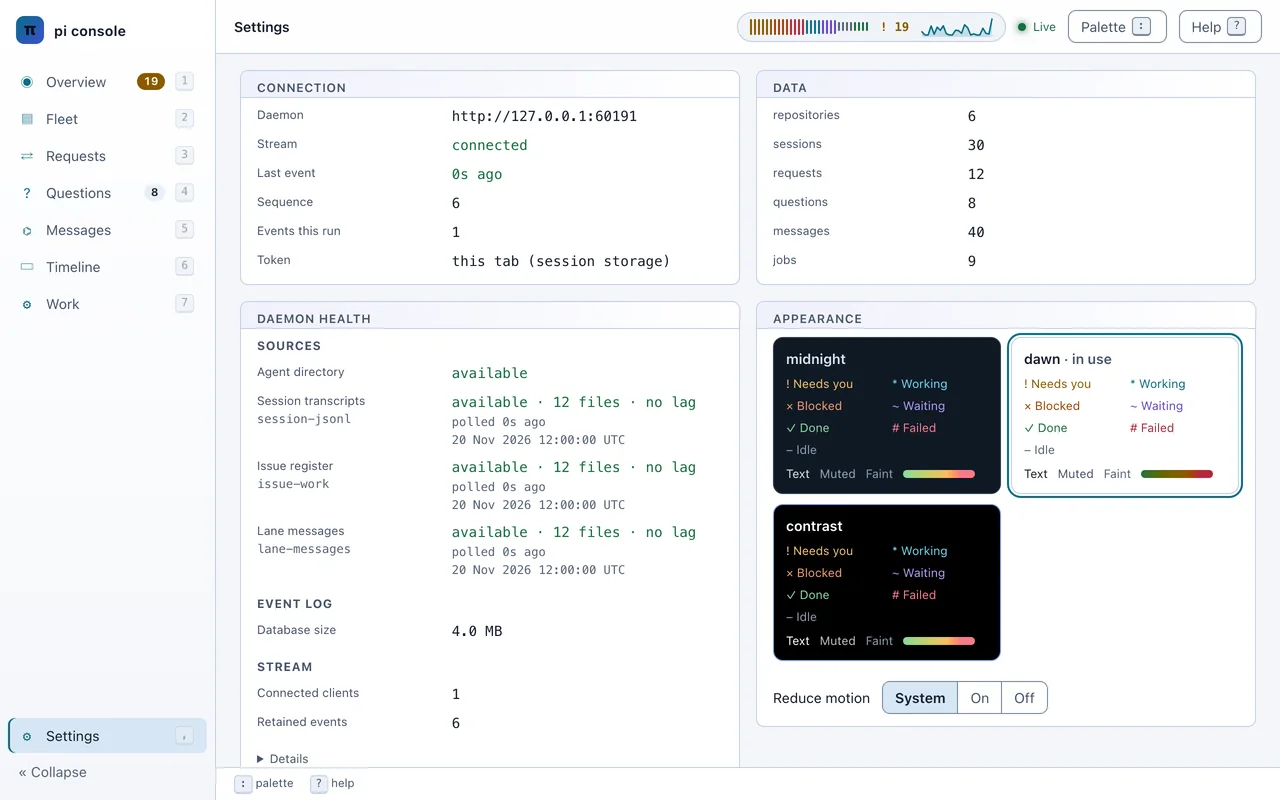 π pi console
Overview 19 1
Fleet 2
Requests 3
? Questions 8 4
Messages 5
Timeline 6
Work 7
Settings ,
« Collapse
Settings
! 19
Live
Palette :
Help ?
CONNECTION
Daemon http://127.0.0.1:60191
Stream connected
Last event 0s ago
Sequence 6
Events this run 1
Token this tab (session storage)
DATA
repositories 6
sessions 30
requests 12
questions 8
messages 40
jobs 9
DAEMON HEALTH
SOURCES
Agent directory available
Session transcripts available · 12 files · no lag
session-jsonl polled 0s ago
20 Nov 2026 12:00:00 UTC
Issue register available · 12 files · no lag
issue-work polled 0s ago
20 Nov 2026 12:00:00 UTC
Lane messages available · 12 files · no lag
lane-messages polled 0s ago
20 Nov 2026 12:00:00 UTC
EVENT LOG
Database size 4.0 MB
STREAM
Connected clients 1
Retained events 6
▶ Details
APPEARANCE
midnight
! Needs you * Working
× Blocked ~ Waiting
✓ Done # Failed
– Idle
Text Muted Faint
dawn · in use
! Needs you * Working
× Blocked ~ Waiting
✓ Done # Failed
– Idle
Text Muted Faint
contrast
! Needs you * Working
× Blocked ~ Waiting
✓ Done # Failed
– Idle
Text Muted Faint
Reduce motion System On Off
: palette ? help